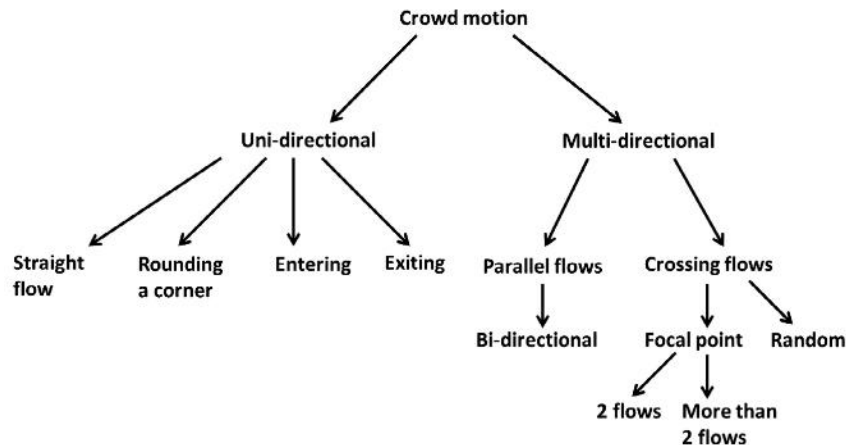 Crowd motion
Uni-directional
Multi-directional
Straight
flow
Rounding
a corner
Entering
Exiting
Parallel flows
Crossing flows
Bi-directional
Focal point
Random
2 flows
More than
2 flows